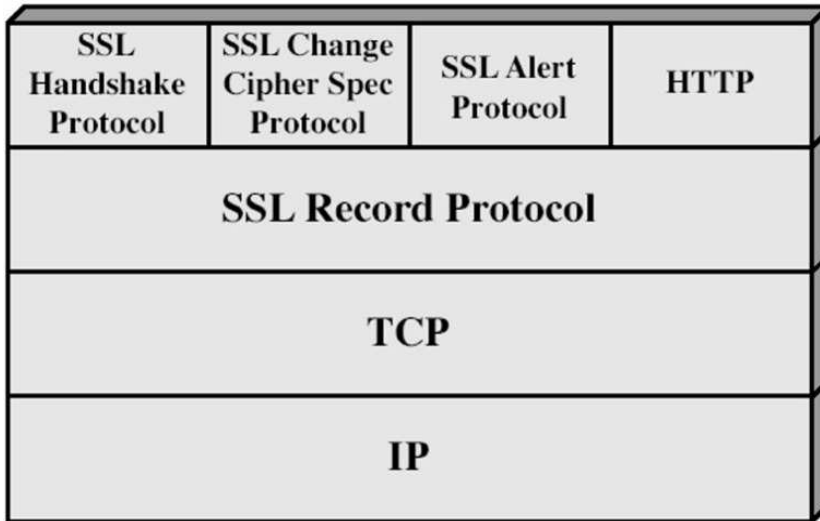 SSL
Handshake
Protocol
SSL Change
Cipher Spec
Protocol
SSL Alert
Protocol
HTTP
SSL Record Protocol
TCP
IP